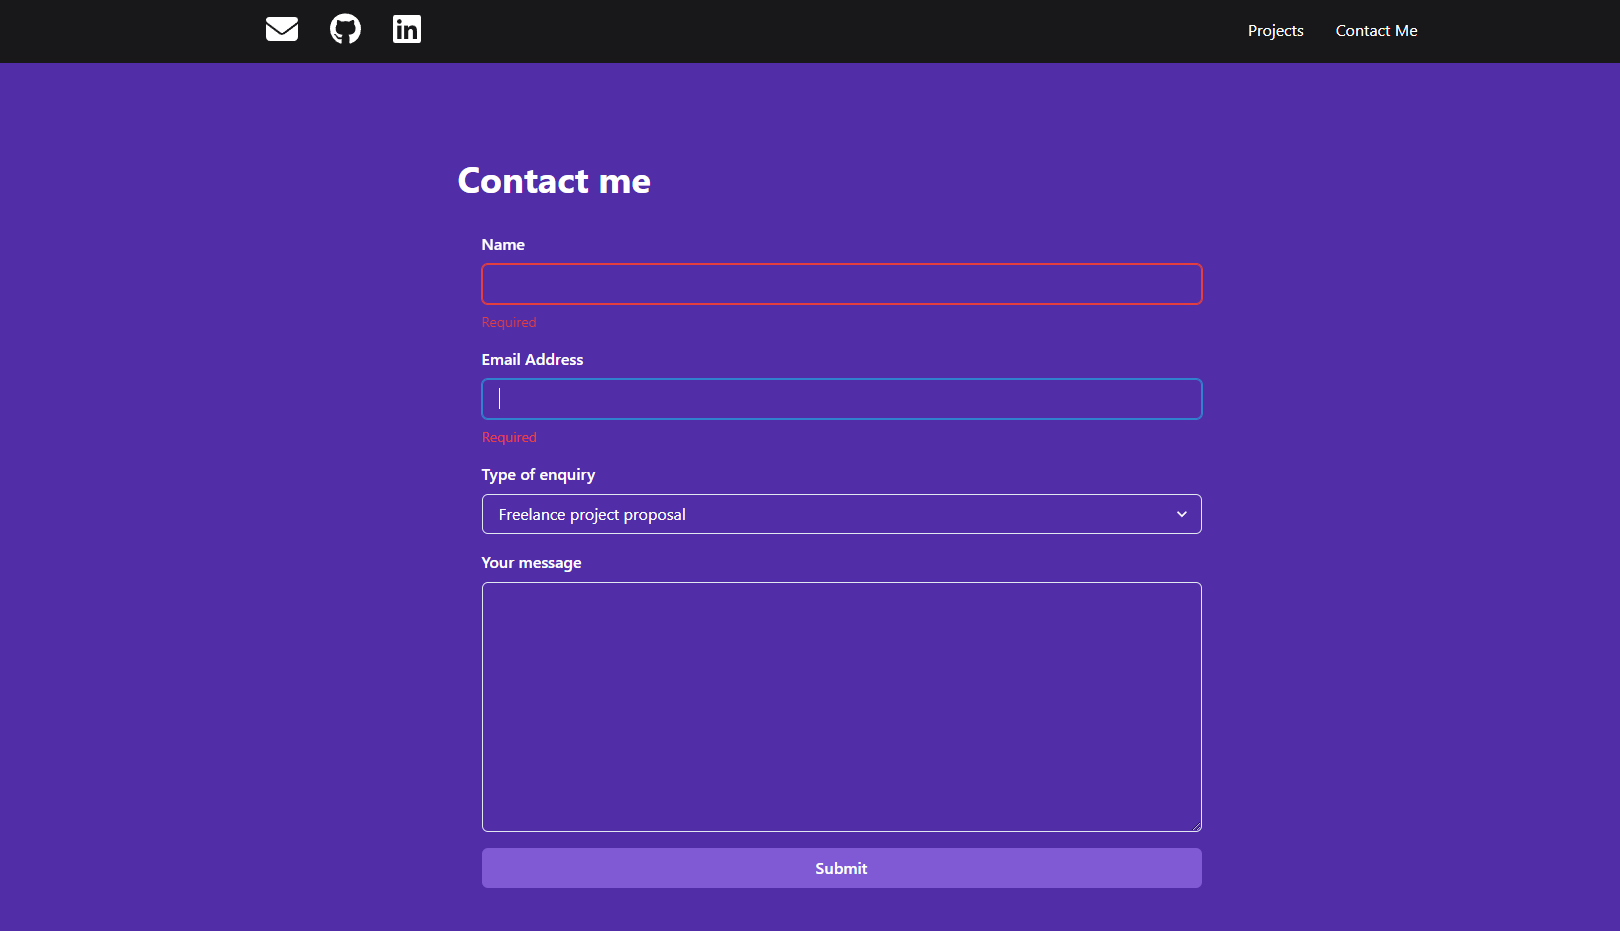 Projects
Contact Me
Contact me
Name
Required
Email Address
Required
Type of enquiry
Freelance project proposal
Your message
Submit